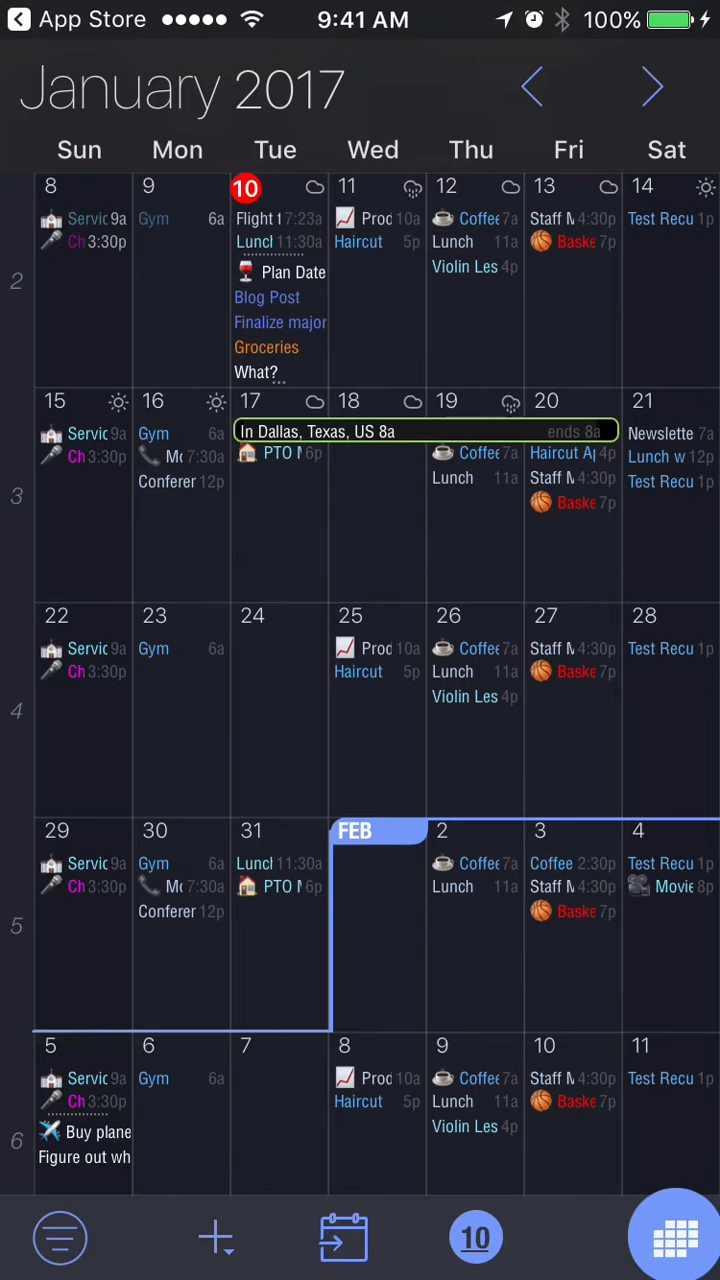 App Store 9:41 AM 100%
January 2017
Sun Mon Tue Wed Thu Fri Sat
2
8
Servic 9a
Ch 3:30p
9
Gym 6a
10
Flight t 7:23a
Luncl 11:30a
Plan Date
Blog Post
Finalize major
Groceries
What?
11
Prod 10a
Haircut 5p
12
Coffee 7a
Lunch 11a
Violin Les 4p
13
Staff M 4:30p
Baske 7p
14
Test Recu 1p
3
15
Servic 9a
Ch 3:30p
16
Gym 6a
Mc 7:30a
Conferer 12p
17
In Dallas, Texas, US 8a ends 8a
PTO M 6p
18
19
Coffee 7a
Lunch 11a
20
Haircut Ap 4p
Staff M 4:30p
Baske 7p
21
Newslette 7a
Lunch w 12p
Test Recu 1p
4
22
Servic 9a
Ch 3:30p
23
Gym 6a
24
25
Prod 10a
Haircut 5p
26
Coffee 7a
Lunch 11a
Violin Les 4p
27
Staff M 4:30p
Baske 7p
28
Test Recu 1p
5
29
Servic 9a
Ch 3:30p
30
Gym 6a
Mc 7:30a
Conferer 12p
31
Luncl 11:30a
PTO M 6p
FEB
2
Coffee 7a
Lunch 11a
3
Coffee 2:30p
Staff M 4:30p
Baske 7p
4
Test Recu 1p
Movie 8p
6
5
Servic 9a
Ch 3:30p
Buy plane
Figure out wh
6
Gym 6a
7
8
Prod 10a
Haircut 5p
9
Coffee 7a
Lunch 11a
Violin Les 4p
10
Staff M 4:30p
Baske 7p
11
Test Recu 1p
10